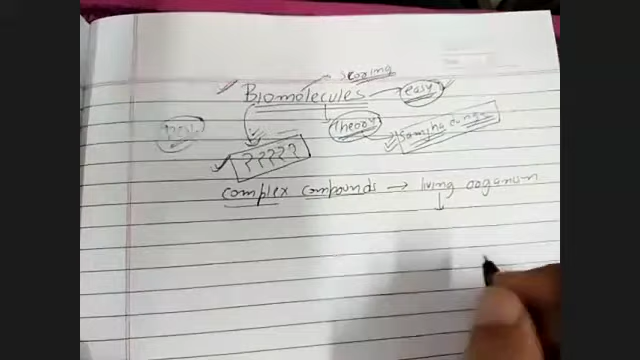 scoring
Biomolecules → easy
Theory
?????
complex compounds → living organism